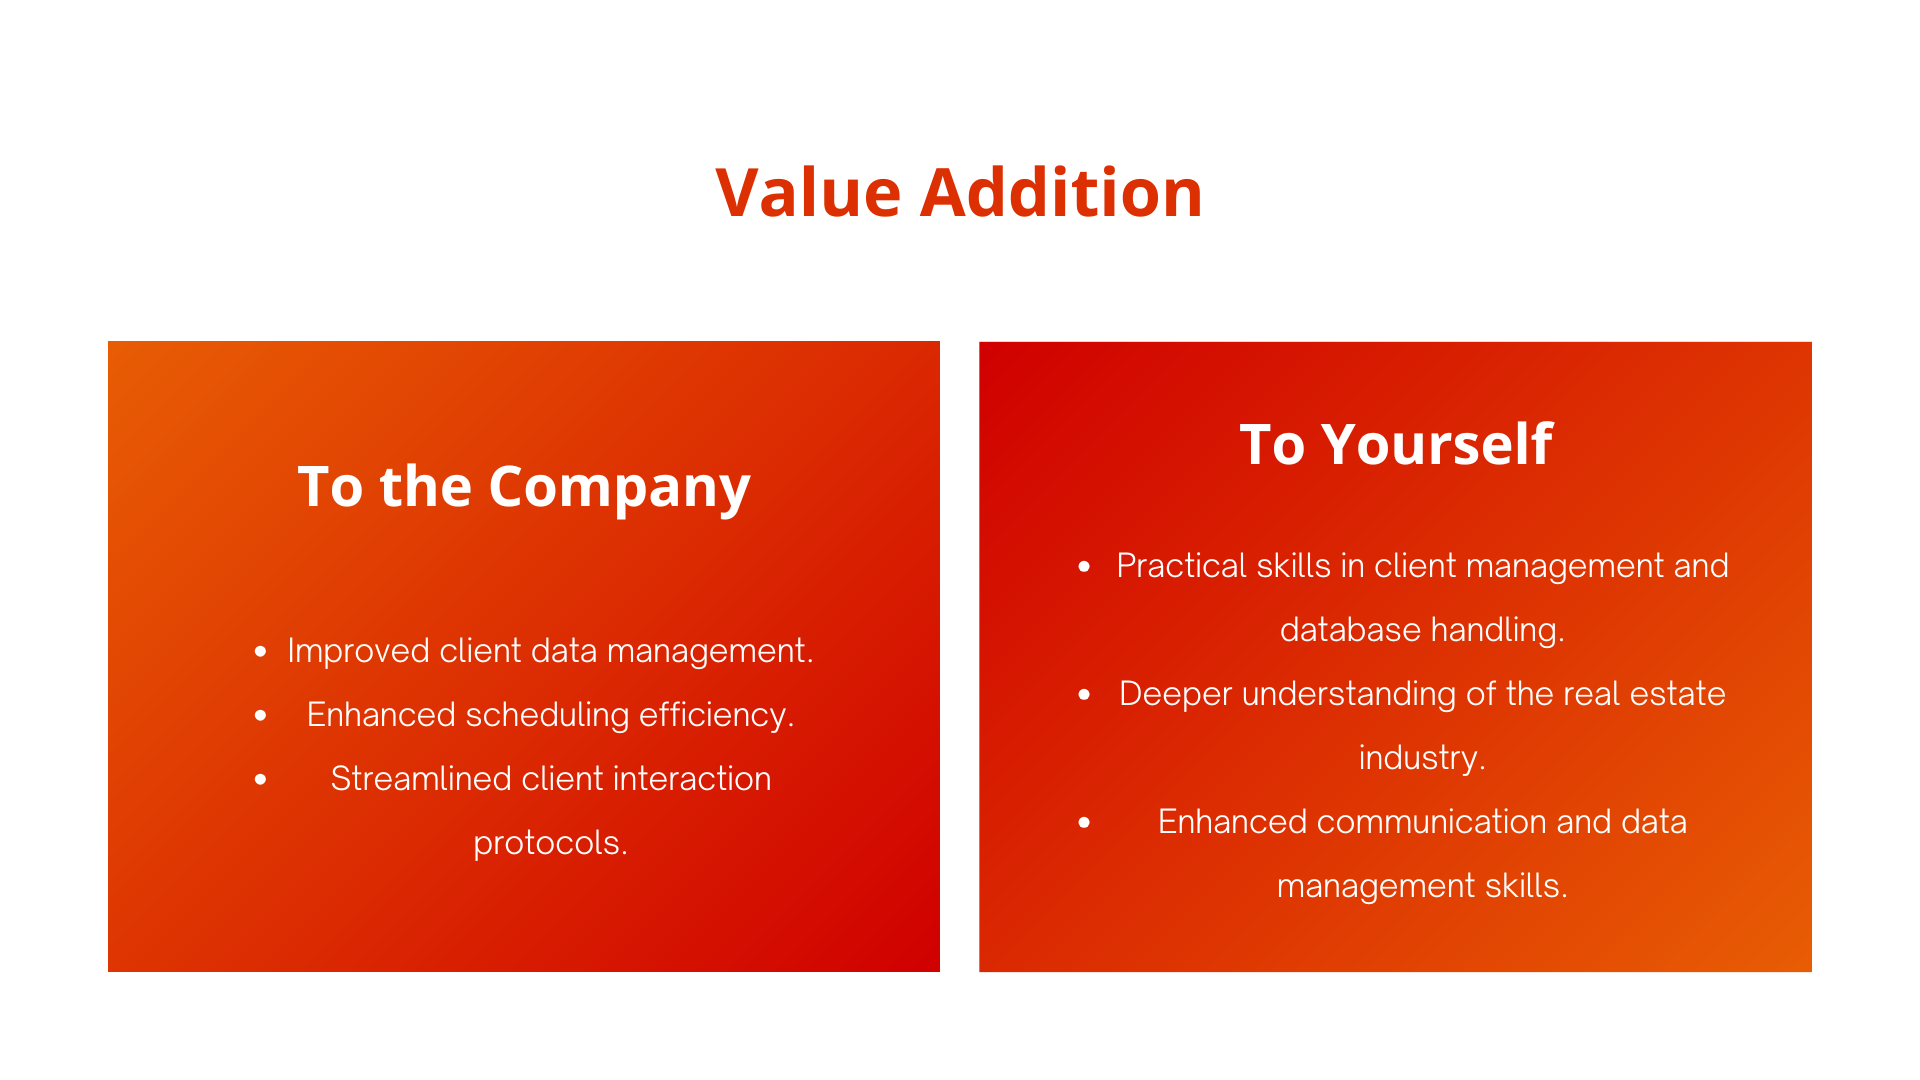 Value Addition
To the Company
• Improved client data management.
• Enhanced scheduling efficiency.
• Streamlined client interaction
protocols.
To Yourself
• Practical skills in client management and
database handling.
• Deeper understanding of the real estate
industry.
• Enhanced communication and data
management skills.